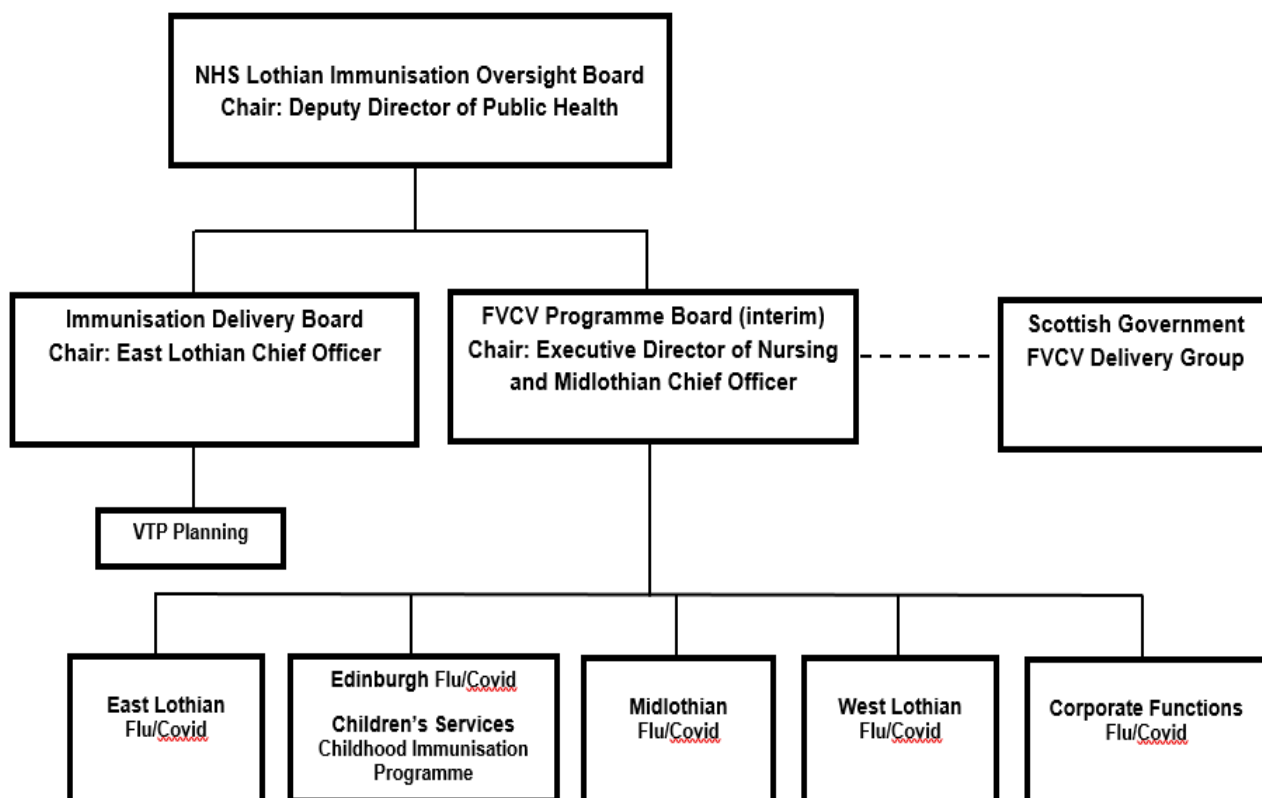 NHS Lothian Immunisation Oversight Board
Chair: Deputy Director of Public Health
Immunisation Delivery Board
Chair: East Lothian Chief Officer
FVCV Programme Board (interim)
Chair: Executive Director of Nursing
and Midlothian Chief Officer
Scottish Government
FVCV Delivery Group
VTP Planning
East Lothian
Flu/Covid
Edinburgh Flu/Covid
Children’s Services
Childhood Immunisation
Programme
Midlothian
Flu/Covid
West Lothian
Flu/Covid
Corporate Functions
Flu/Covid